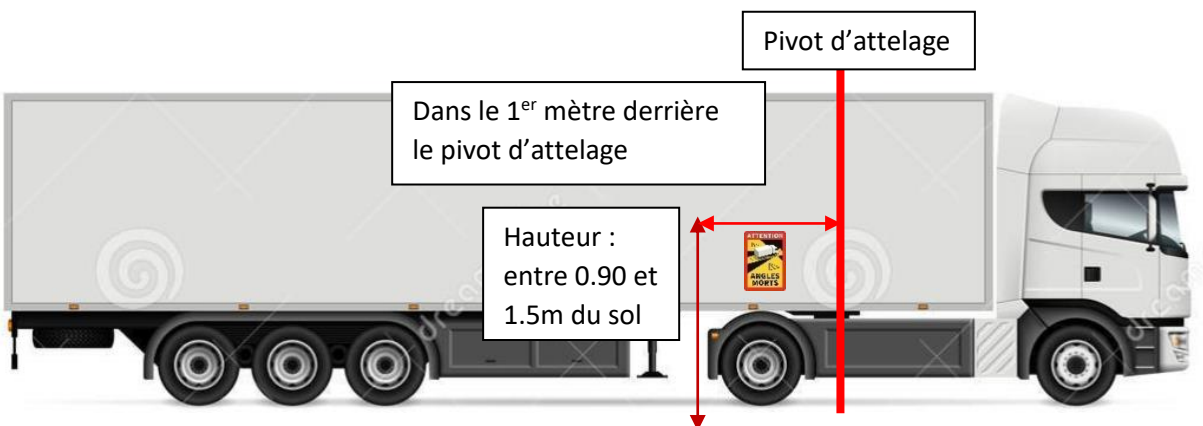 Pivot d’attelage
Dans le 1er mètre derrière
le pivot d’attelage
Hauteur :
entre 0.90 et
1.5m du sol
ATTENTION
ANGLES
MORTS